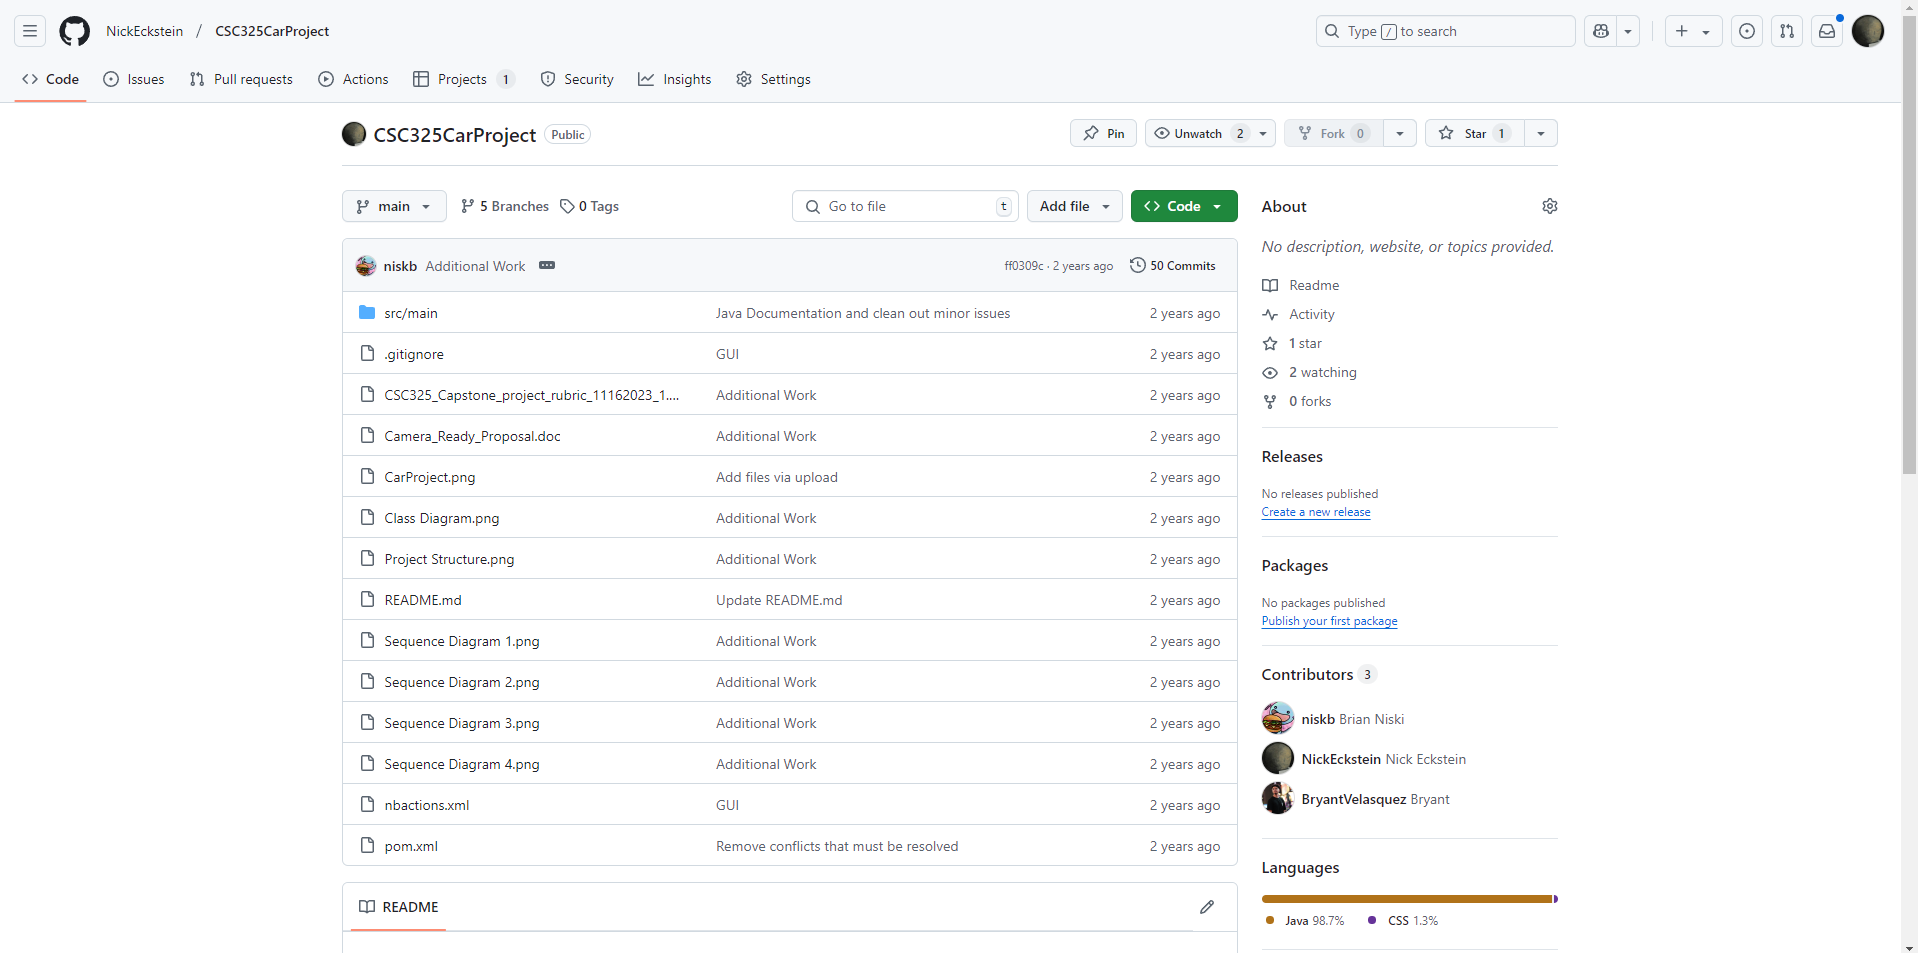 NickEckstein / CSC325CarProject
Type / to search
Code Issues Pull requests Actions Projects 1 Security Insights Settings
CSC325CarProject Public
Pin Unwatch 2 Fork 0 Star 1
main 5 Branches 0 Tags Go to file t Add file Code
niskb Additional Work ff0309c · 2 years ago 50 Commits
src/main Java Documentation and clean out minor issues 2 years ago
.gitignore GUI 2 years ago
CSC325_Capstone_project_rubric_11162023_1.... Additional Work 2 years ago
Camera_Ready_Proposal.doc Additional Work 2 years ago
CarProject.png Add files via upload 2 years ago
Class Diagram.png Additional Work 2 years ago
Project Structure.png Additional Work 2 years ago
README.md Update README.md 2 years ago
Sequence Diagram 1.png Additional Work 2 years ago
Sequence Diagram 2.png Additional Work 2 years ago
Sequence Diagram 3.png Additional Work 2 years ago
Sequence Diagram 4.png Additional Work 2 years ago
nbactions.xml GUI 2 years ago
pom.xml Remove conflicts that must be resolved 2 years ago
README
About
No description, website, or topics provided.
Readme
Activity
1 star
2 watching
0 forks
Releases
No releases published
Create a new release
Packages
No packages published
Publish your first package
Contributors 3
niskb Brian Niski
NickEckstein Nick Eckstein
BryantVelasquez Bryant
Languages
Java 98.7% CSS 1.3%